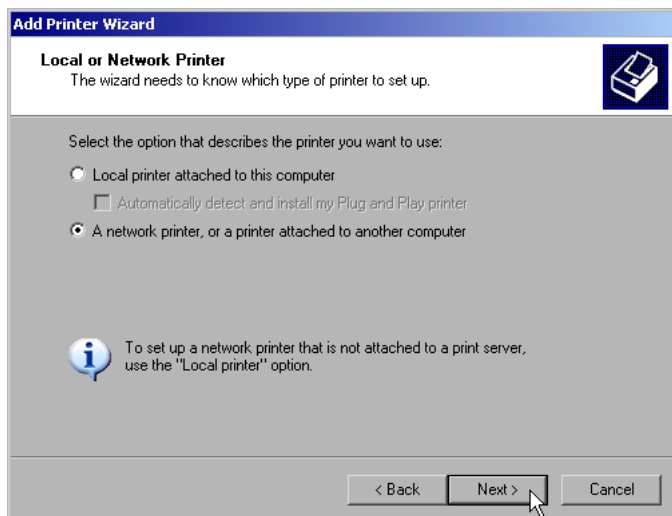 Add Printer Wizard
Local or Network Printer
The wizard needs to know which type of printer to set up.
Select the option that describes the printer you want to use:
Local printer attached to this computer
Automatically detect and install my Plug and Play printer
A network printer, or a printer attached to another computer
To set up a network printer that is not attached to a print server,
use the "Local printer" option.
< Back Next > Cancel